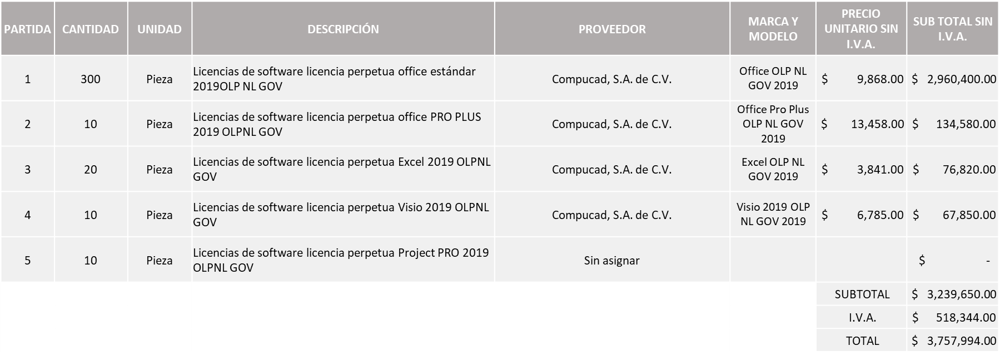 PARTIDA CANTIDAD UNIDAD DESCRIPCIÓN PROVEEDOR MARCA Y MODELO PRECIO UNITARIO SIN I.V.A. SUB TOTAL SIN I.V.A.
1 300 Pieza Licencias de software licencia perpetua office estándar 2019OLP NL GOV Compucad, S.A. de C.V. Office OLP NL GOV 2019 $ 9,868.00 $ 2,960,400.00
2 10 Pieza Licencias de software licencia perpetua office PRO PLUS 2019 OLPNL GOV Compucad, S.A. de C.V. Office Pro Plus OLP NL GOV 2019 $ 13,458.00 $ 134,580.00
3 20 Pieza Licencias de software licencia perpetua Excel 2019 OLPNL GOV Compucad, S.A. de C.V. Excel OLP NL GOV 2019 $ 3,841.00 $ 76,820.00
4 10 Pieza Licencias de software licencia perpetua Visio 2019 OLPNL GOV Compucad, S.A. de C.V. Visio 2019 OLP NL GOV 2019 $ 6,785.00 $ 67,850.00
5 10 Pieza Licencias de software licencia perpetua Project PRO 2019 OLPNL GOV Sin asignar $ -
SUBTOTAL $ 3,239,650.00
I.V.A. $ 518,344.00
TOTAL $ 3,757,994.00